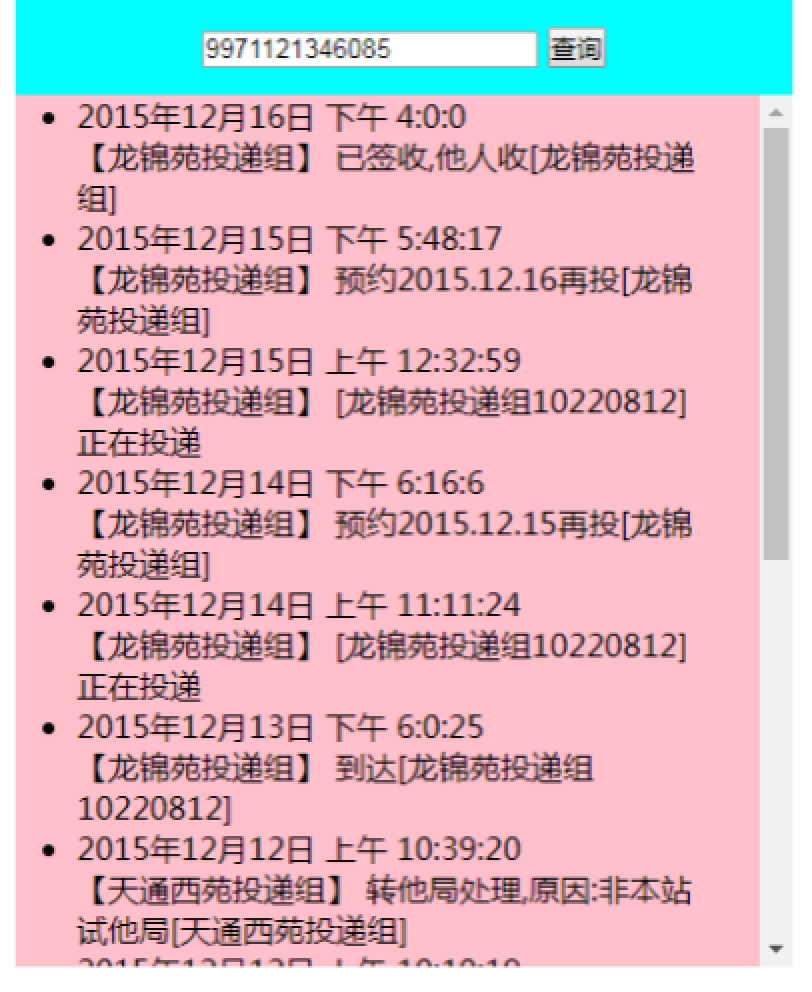 9971121346085 查询
2015年12月16日 下午 4:0:0
【龙锦苑投递组】 已签收,他人收[龙锦苑投递
组]
2015年12月15日 下午 5:48:17
【龙锦苑投递组】 预约2015.12.16再投[龙锦
苑投递组]
2015年12月15日 上午 12:32:59
【龙锦苑投递组】 [龙锦苑投递组10220812]
正在投递
2015年12月14日 下午 6:16:6
【龙锦苑投递组】 预约2015.12.15再投[龙锦
苑投递组]
2015年12月14日 上午 11:11:24
【龙锦苑投递组】 [龙锦苑投递组10220812]
正在投递
2015年12月13日 下午 6:0:25
【龙锦苑投递组】 到达[龙锦苑投递组
10220812]
2015年12月12日 上午 10:39:20
【天通西苑投递组】 转他局处理,原因:非本站
试他局[天通西苑投递组]